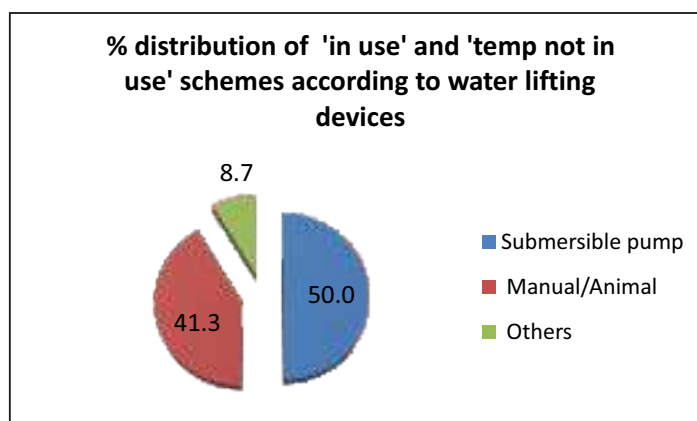 % distribution of 'in use' and 'temp not in
use' schemes according to water lifting
devices
8.7
50.0
41.3
Submersible pump
Manual/Animal
Others